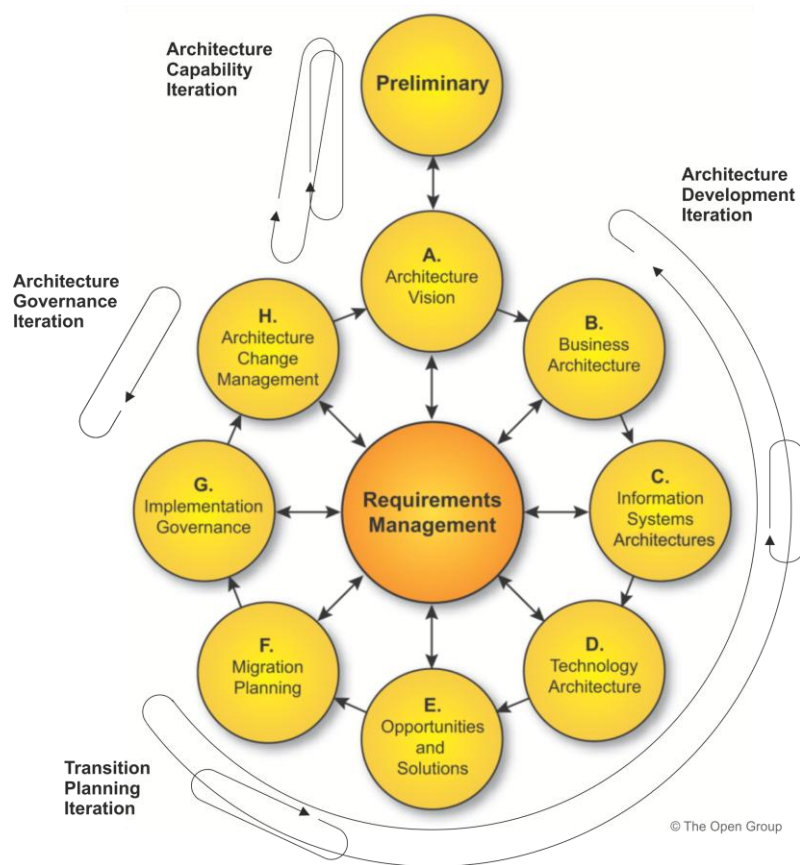 Architecture
Capability
Iteration
Preliminary
Architecture
Development
Iteration
A.
Architecture
Vision
Architecture
Governance
Iteration
H.
Architecture
Change
Management
B.
Business
Architecture
G.
Implementation
Governance
Requirements
Management
C.
Information
Systems
Architectures
F.
Migration
Planning
D.
Technology
Architecture
E.
Opportunities
and
Solutions
Transition
Planning
Iteration
© The Open Group